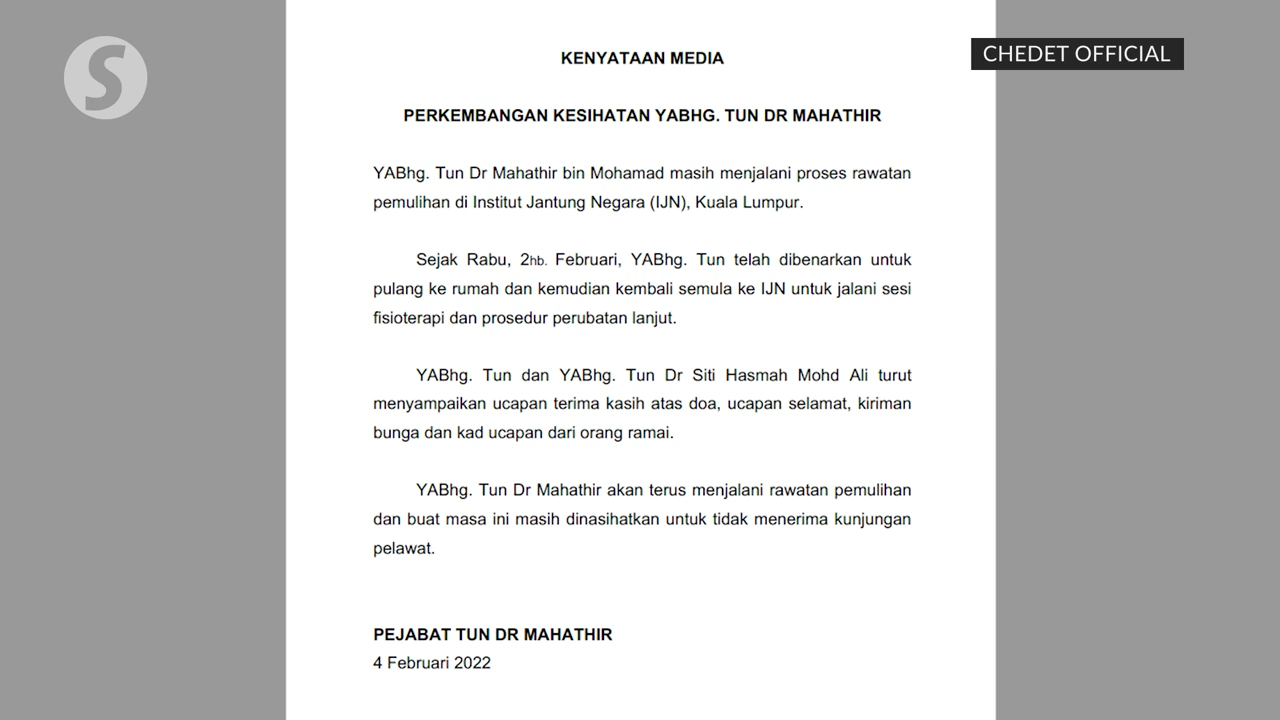 S
CHEDET OFFICIAL
KENYATAAN MEDIA
PERKEMBANGAN KESIHATAN YABHG. TUN DR MAHATHIR
YABhg. Tun Dr Mahathir bin Mohamad masih menjalani proses rawatan
pemulihan di Institut Jantung Negara (IJN), Kuala Lumpur.
Sejak Rabu, 2hb. Februari, YABhg. Tun telah dibenarkan untuk
pulang ke rumah dan kemudian kembali semula ke IJN untuk jalani sesi
fisioterapi dan prosedur perubatan lanjut.
YABhg. Tun dan YABhg. Tun Dr Siti Hasmah Mohd Ali turut
menyampaikan ucapan terima kasih atas doa, ucapan selamat, kiriman
bunga dan kad ucapan dari orang ramai.
YABhg. Tun Dr Mahathir akan terus menjalani rawatan pemulihan
dan buat masa ini masih dinasihatkan untuk tidak menerima kunjungan
pelawat.
PEJABAT TUN DR MAHATHIR
4 Februari 2022